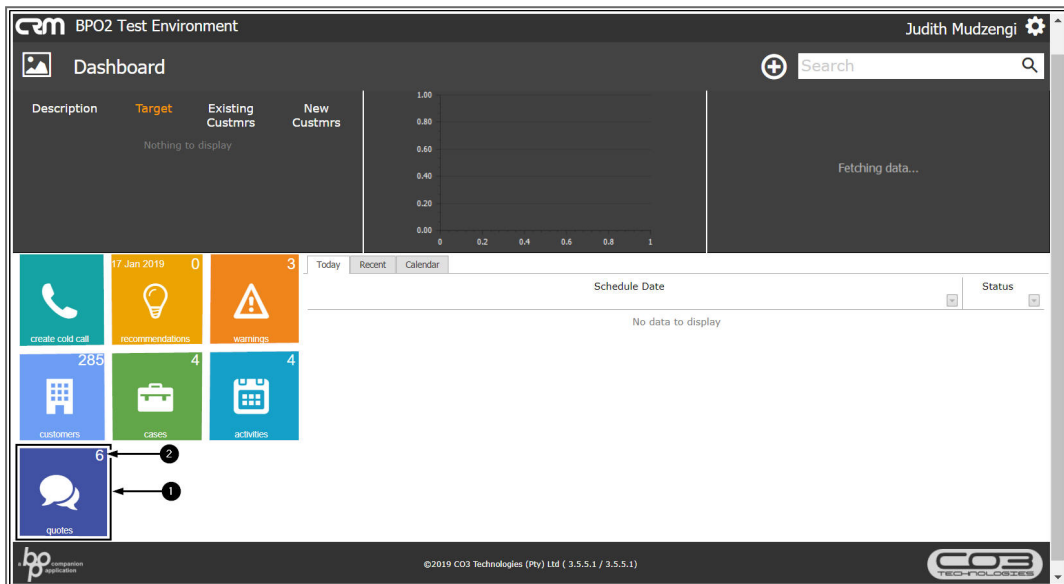 CRM BPO2 Test Environment
Judith Mudzengi
Dashboard
Search
Description Target Existing Custmrs New Custmrs
Nothing to display
1.00
0.80
0.60
0.40
0.20
0.00
0 0.2 0.4 0.6 0.8 1
Fetching data...
create cold call
17 Jan 2019 0
recommendations
3
warnings
285
customers
4
cases
4
activities
6
quotes
2
1
Today Recent Calendar
Schedule Date Status
No data to display
a bpo companion application
©2019 CO3 Technologies (Pty) Ltd ( 3.5.5.1 / 3.5.5.1)
CO3
TECHNOLOGIES